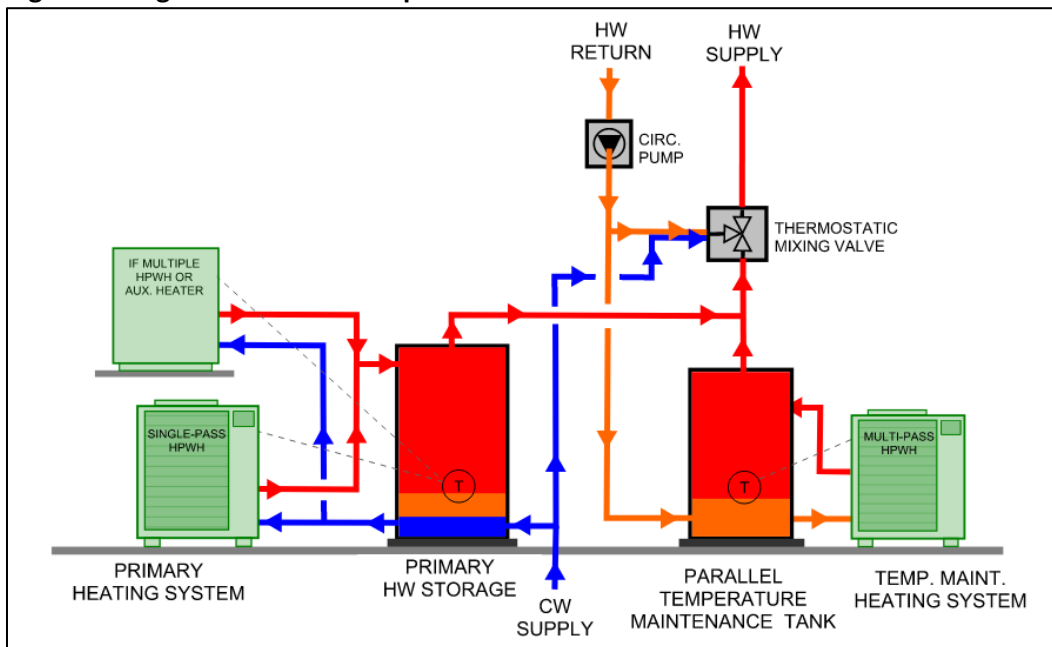 HW
RETURN
HW
SUPPLY
CIRC.
PUMP
THERMOSTATIC
MIXING VALVE
IF MULTIPLE
HPWH OR
AUX. HEATER
SINGLE-PASS
HPWH
T
T
MULTI-PASS
HPWH
PRIMARY
HEATING SYSTEM
PRIMARY
HW STORAGE
CW
SUPPLY
PARALLEL
TEMPERATURE
MAINTENANCE TANK
TEMP. MAINT.
HEATING SYSTEM